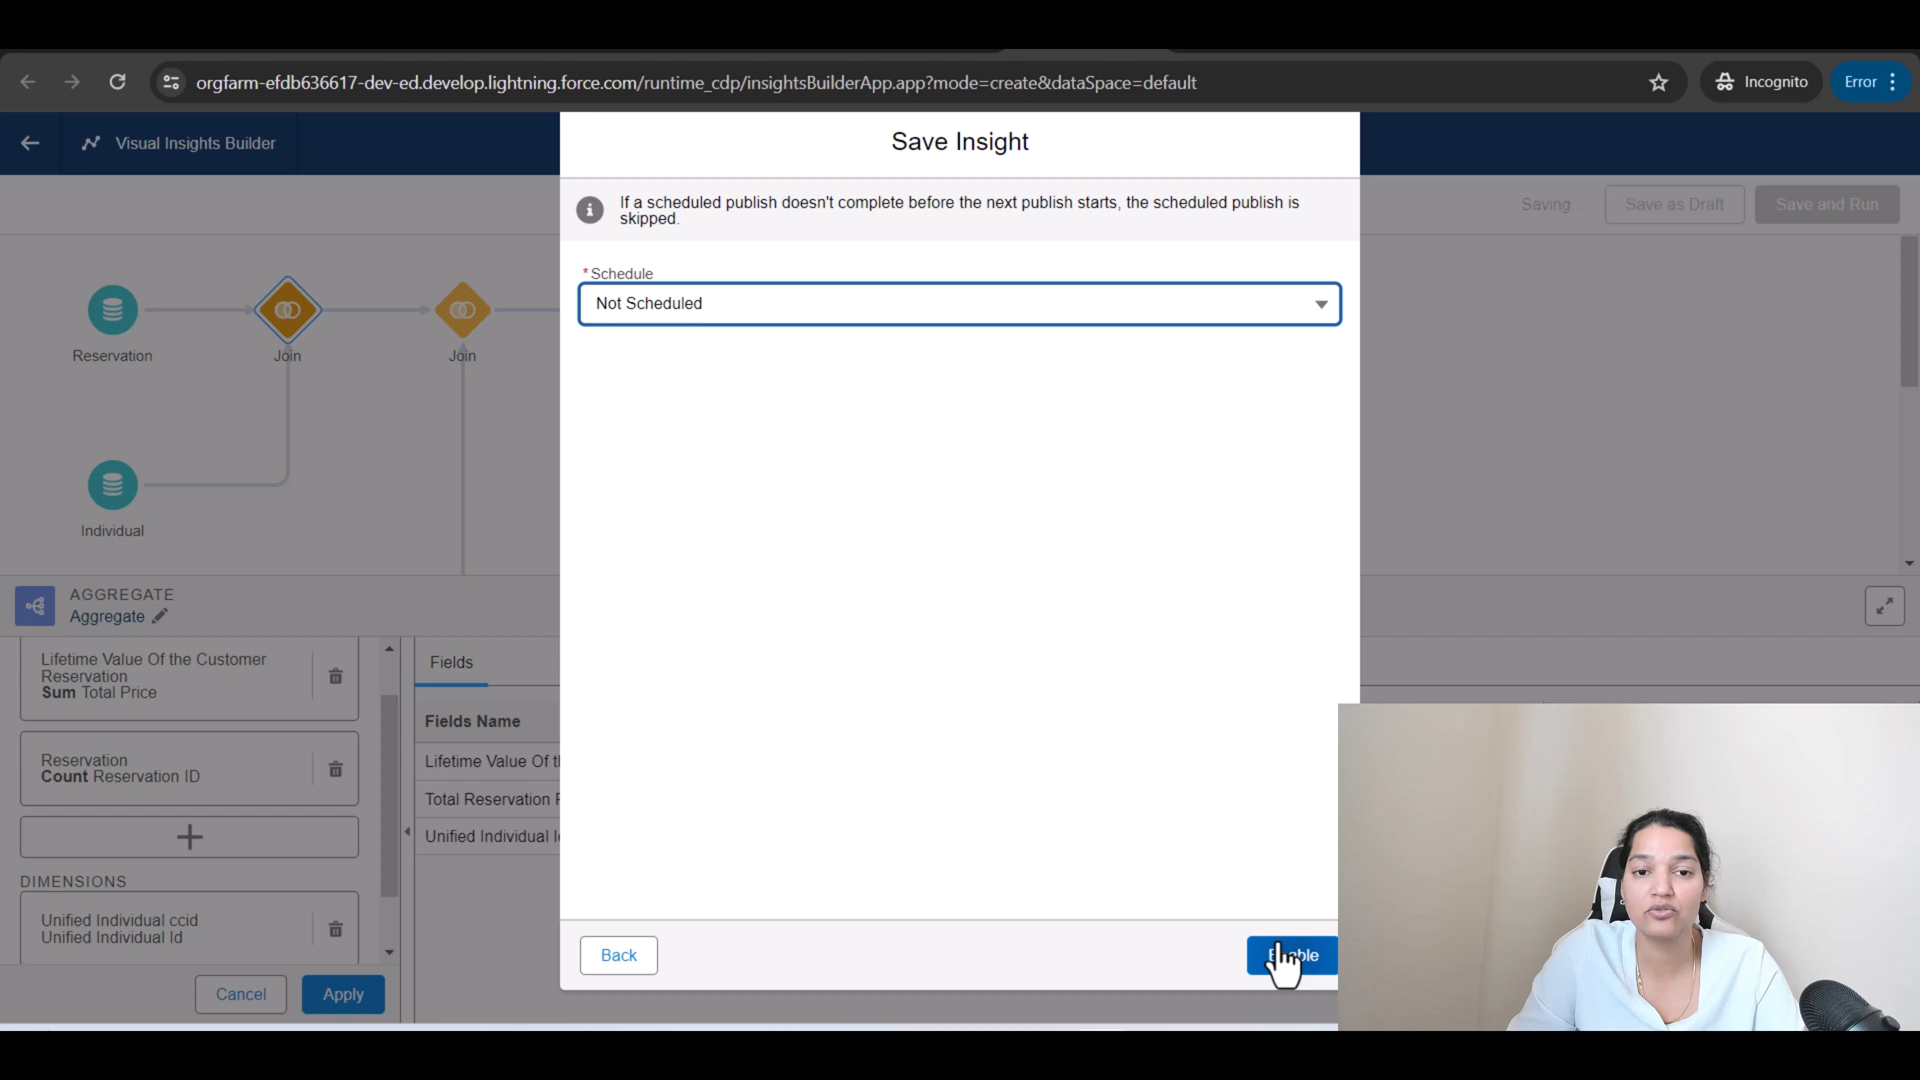 orgfarm-efdb636617-dev-ed.develop.lightning.force.com/runtime_cdp/insightsBuilderApp.app?mode=create&dataSpace=default
Incognito
Error
Visual Insights Builder
Save Insight
If a scheduled publish doesn't complete before the next publish starts, the scheduled publish is
skipped.
Saving...
Save as Draft
Save and Run
* Schedule
Not Scheduled
Reservation
Join
Join
Individual
AGGREGATE
Aggregate
Lifetime Value Of the Customer
Reservation
Sum Total Price
Reservation
Count Reservation ID
DIMENSIONS
Unified Individual ccid
Unified Individual Id
Cancel
Apply
Fields
Fields Name
Lifetime Value Of
Total Reservation
Unified Individual
Back